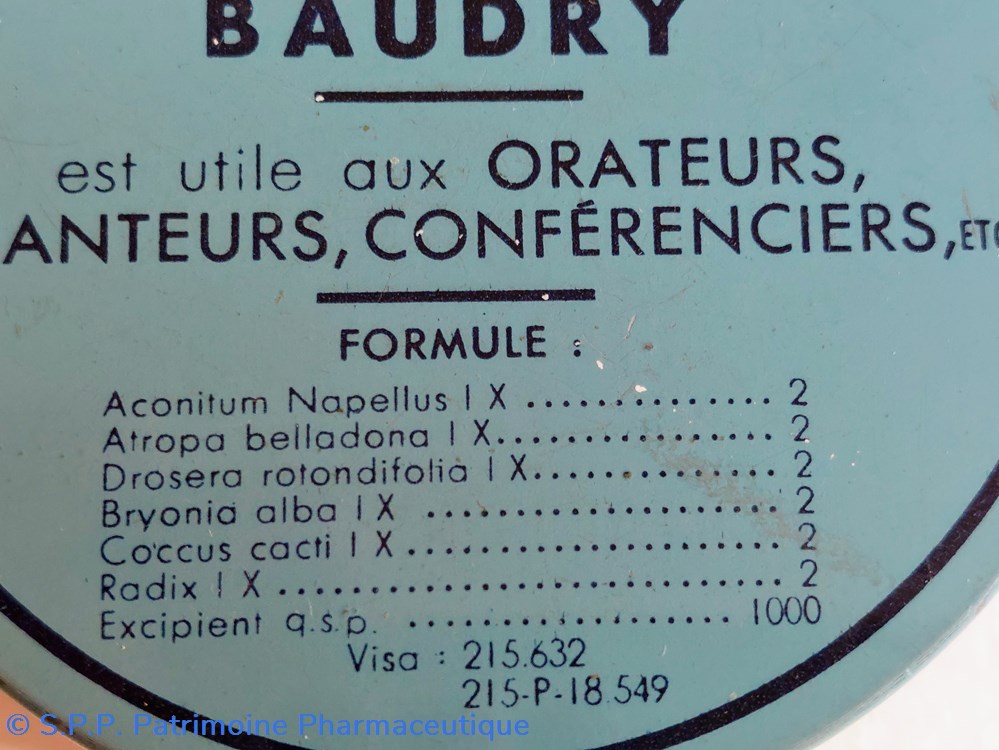 BAUDRY
est utile aux ORATEURS,
ANTEURS, CONFÉRENCIERS, ETC
FORMULE :
Aconitum Napellus I X .............. 2
Atropa belladona I X................. 2
Drosera rotondifolia I X............... 2
Bryonia alba I X ..................... 2
Coccus cacti I X....................... 2
Radix I X .............................. 2
Excipient q.s.p. ................... 1000
Visa : 215.632
215-P-18.549
© S.P.P. Patrimoine Pharmaceutique